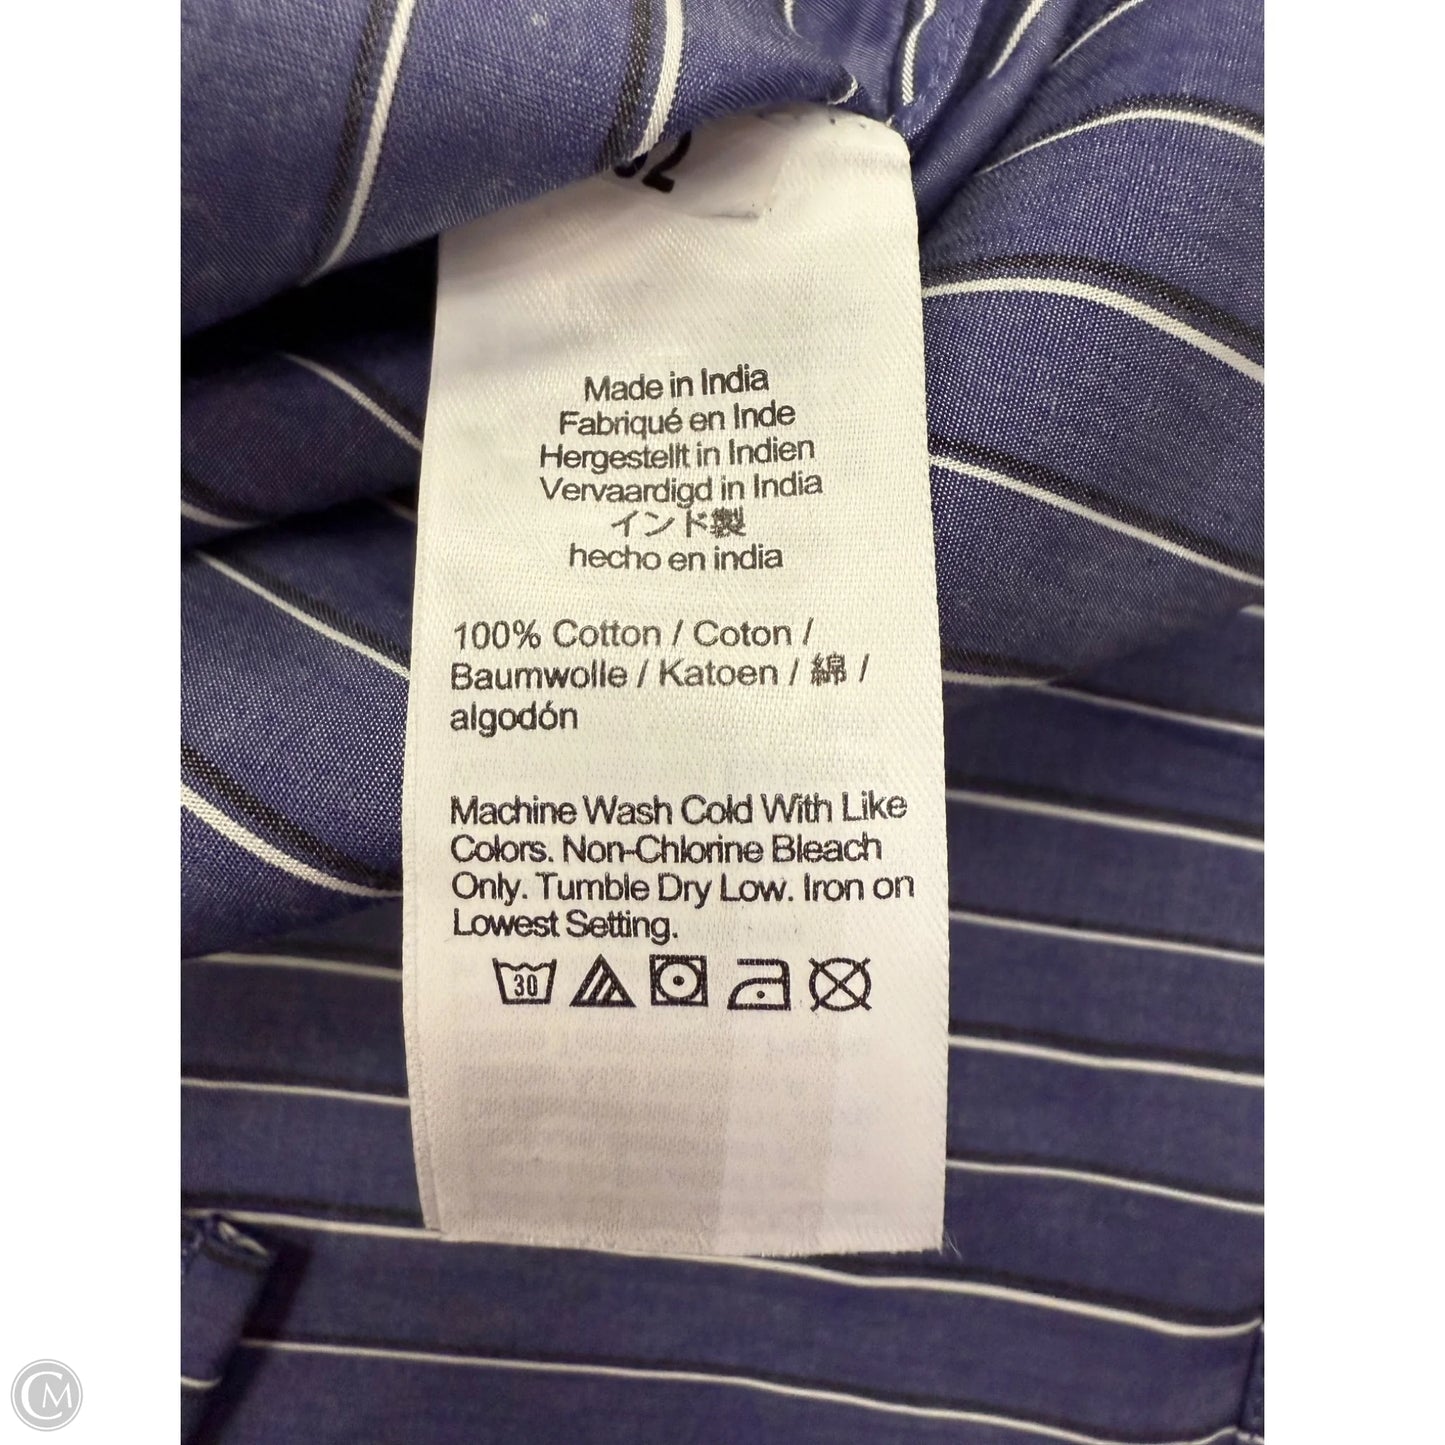 Made in India
Fabriqué en Inde
Hergestellt in Indien
Vervaardigd in India
インド製
hecho en india
100% Cotton / Coton /
Baumwolle / Katoen / 綿 /
algodón
Machine Wash Cold With Like
Colors. Non-Chlorine Bleach
Only. Tumble Dry Low. Iron on
Lowest Setting.
30
CM